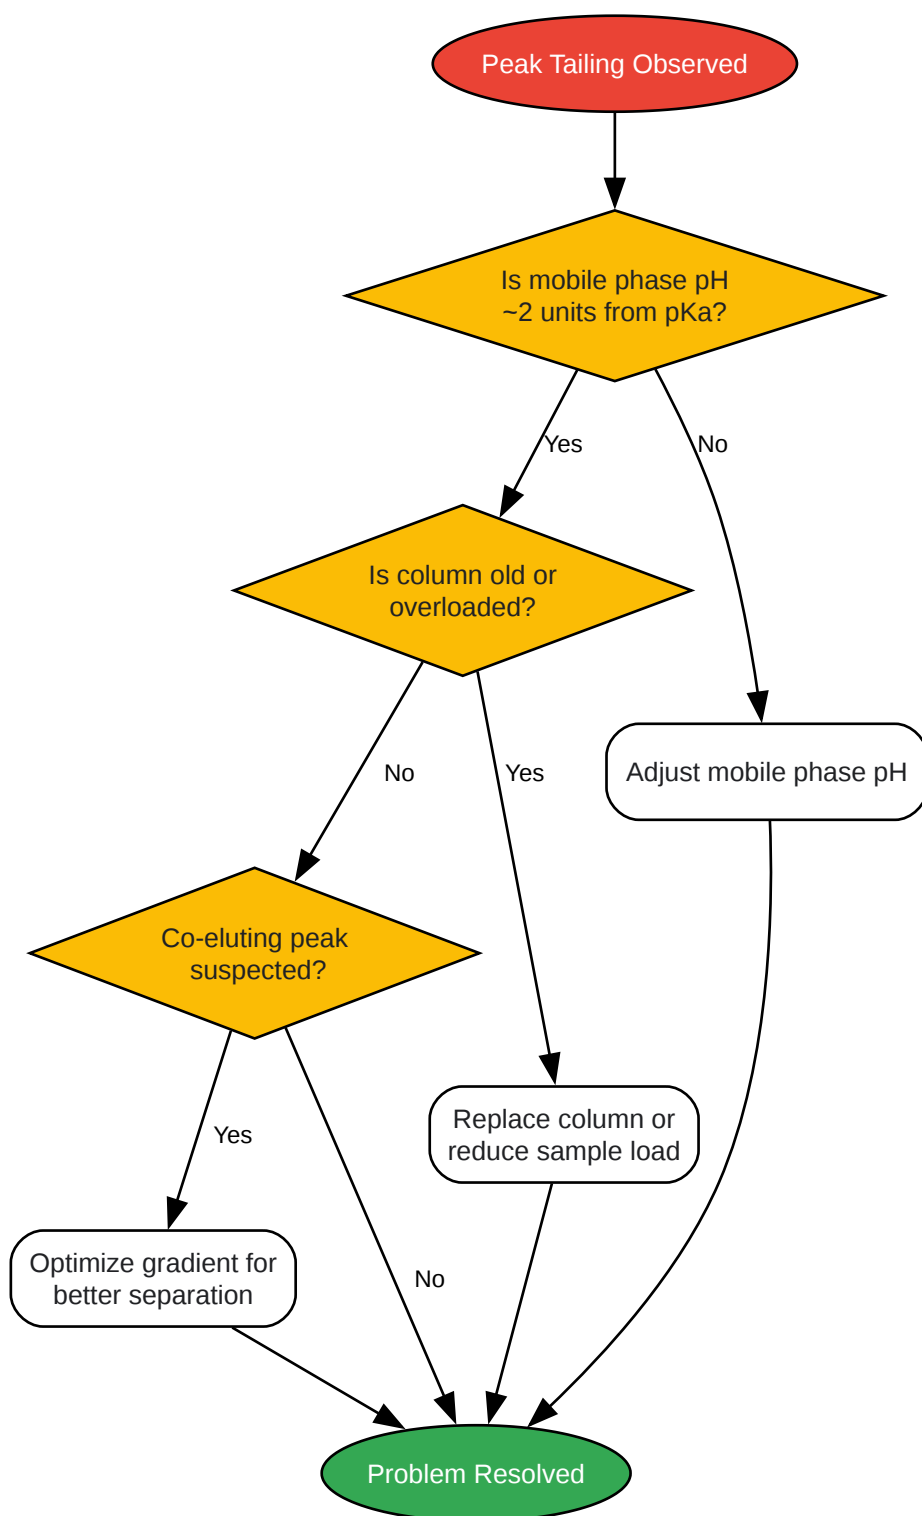 Peak Tailing Observed
Is mobile phase pH
~2 units from pKa?
Yes
No
Is column old or
overloaded?
No
Yes
Adjust mobile phase pH
Co-eluting peak
suspected?
Replace column or
reduce sample load
Yes
Optimize gradient for
better separation
No
Problem Resolved